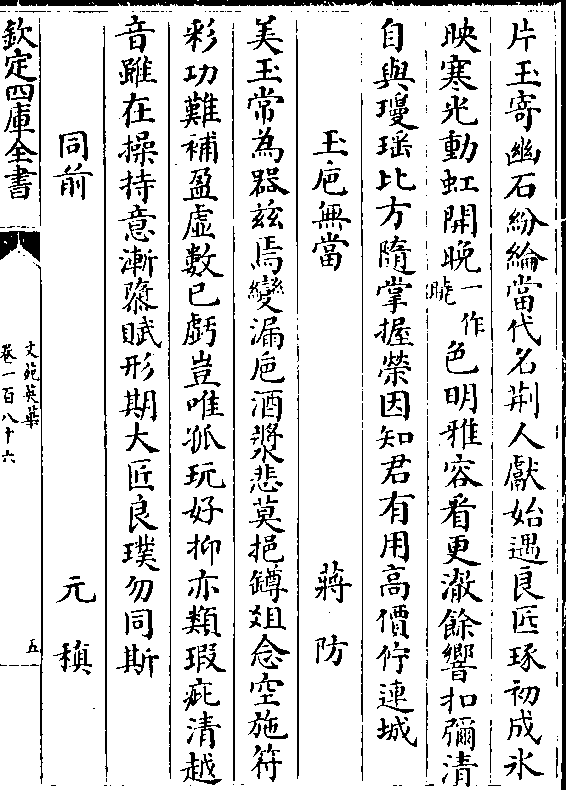 片玉寄幽石紛綸當代名荆人獻始遇良匠琢初成氷
映寒光動虹開晚一作曉色明雅容看更澈餘響扣彌清
自與瓊瑶比方隨掌握榮因知君有用高價佇連城
玉巵無當 蔣防
美玉常為器兹焉變漏巵酒漿悲莫挹罇俎念空施符
彩功難補盈虚數已虧豈唯孤玩好抑亦類瑕疵清越
音雖在操持意漸隳賦形期大匠良璞勿同斯
同前 元稹
欽定四庫全書
文苑英華
卷一百八十六
五